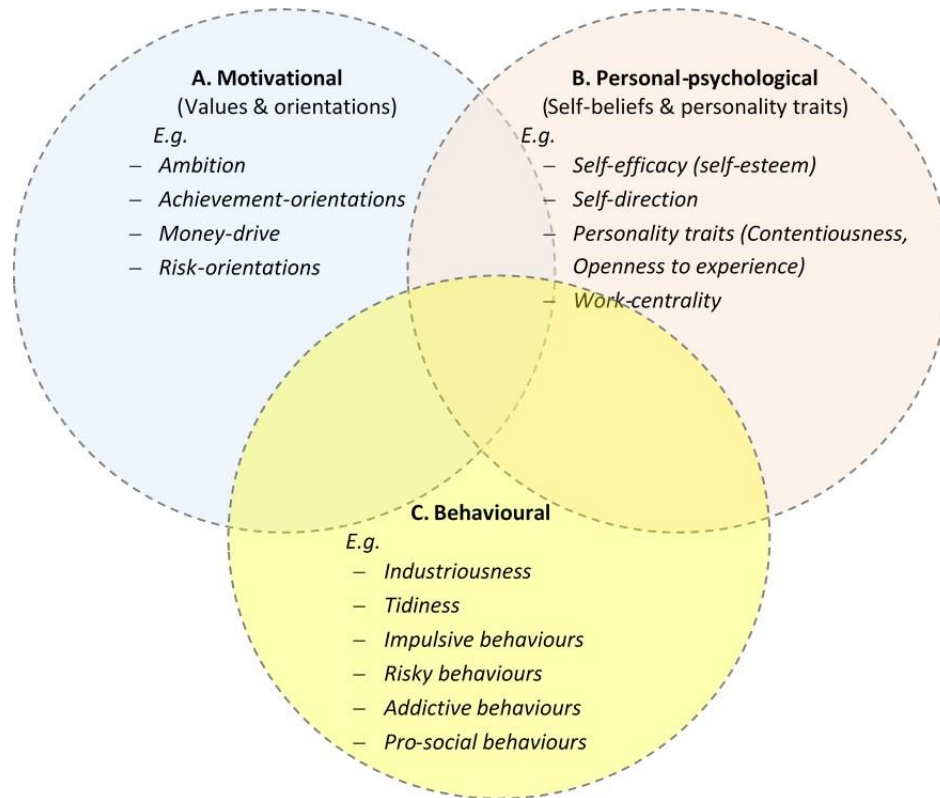 A. Motivational
(Values & orientations)
E.g.
– Ambition
– Achievement-orientations
– Money-drive
– Risk-orientations
B. Personal-psychological
(Self-beliefs & personality traits)
E.g.
– Self-efficacy (self-esteem)
– Self-direction
– Personality traits (Contentiousness,
Openness to experience)
– Work-centrality
C. Behavioural
E.g.
– Industriousness
– Tidiness
– Impulsive behaviours
– Risky behaviours
– Addictive behaviours
– Pro-social behaviours